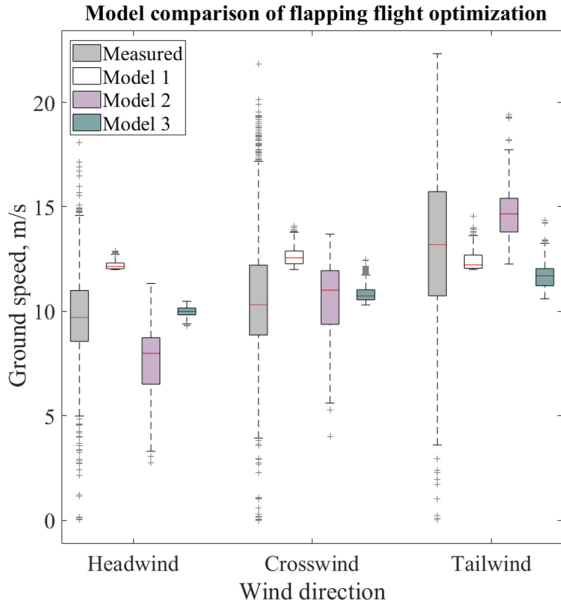 Model comparison of flapping flight optimization
Measured
Model 1
Model 2
Model 3
20
15
10
5
0
Ground speed, m/s
Headwind Crosswind Tailwind
Wind direction